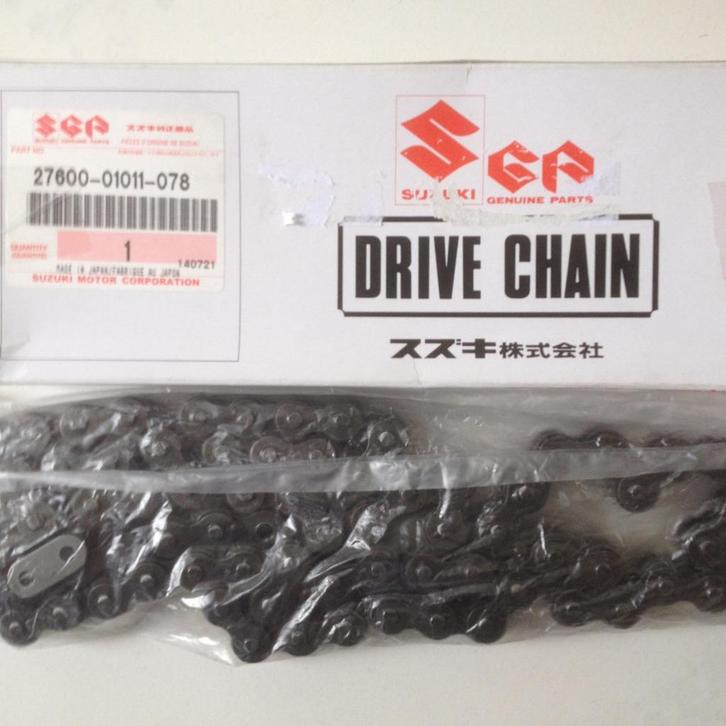 SGP スズキ純正部品
SUZUKI GENUINE PARTS PIÈCES D'ORIGINE DE SUZUKI
PART NO.
27600-01011-078
QUANTITY
QUANTITÉ
1
140721
MADE IN JAPAN/FABRIQUE AU JAPON
SUZUKI MOTOR CORPORATION
SGP
SUZUKI GENUINE PARTS
DRIVE CHAIN
スズキ株式会社